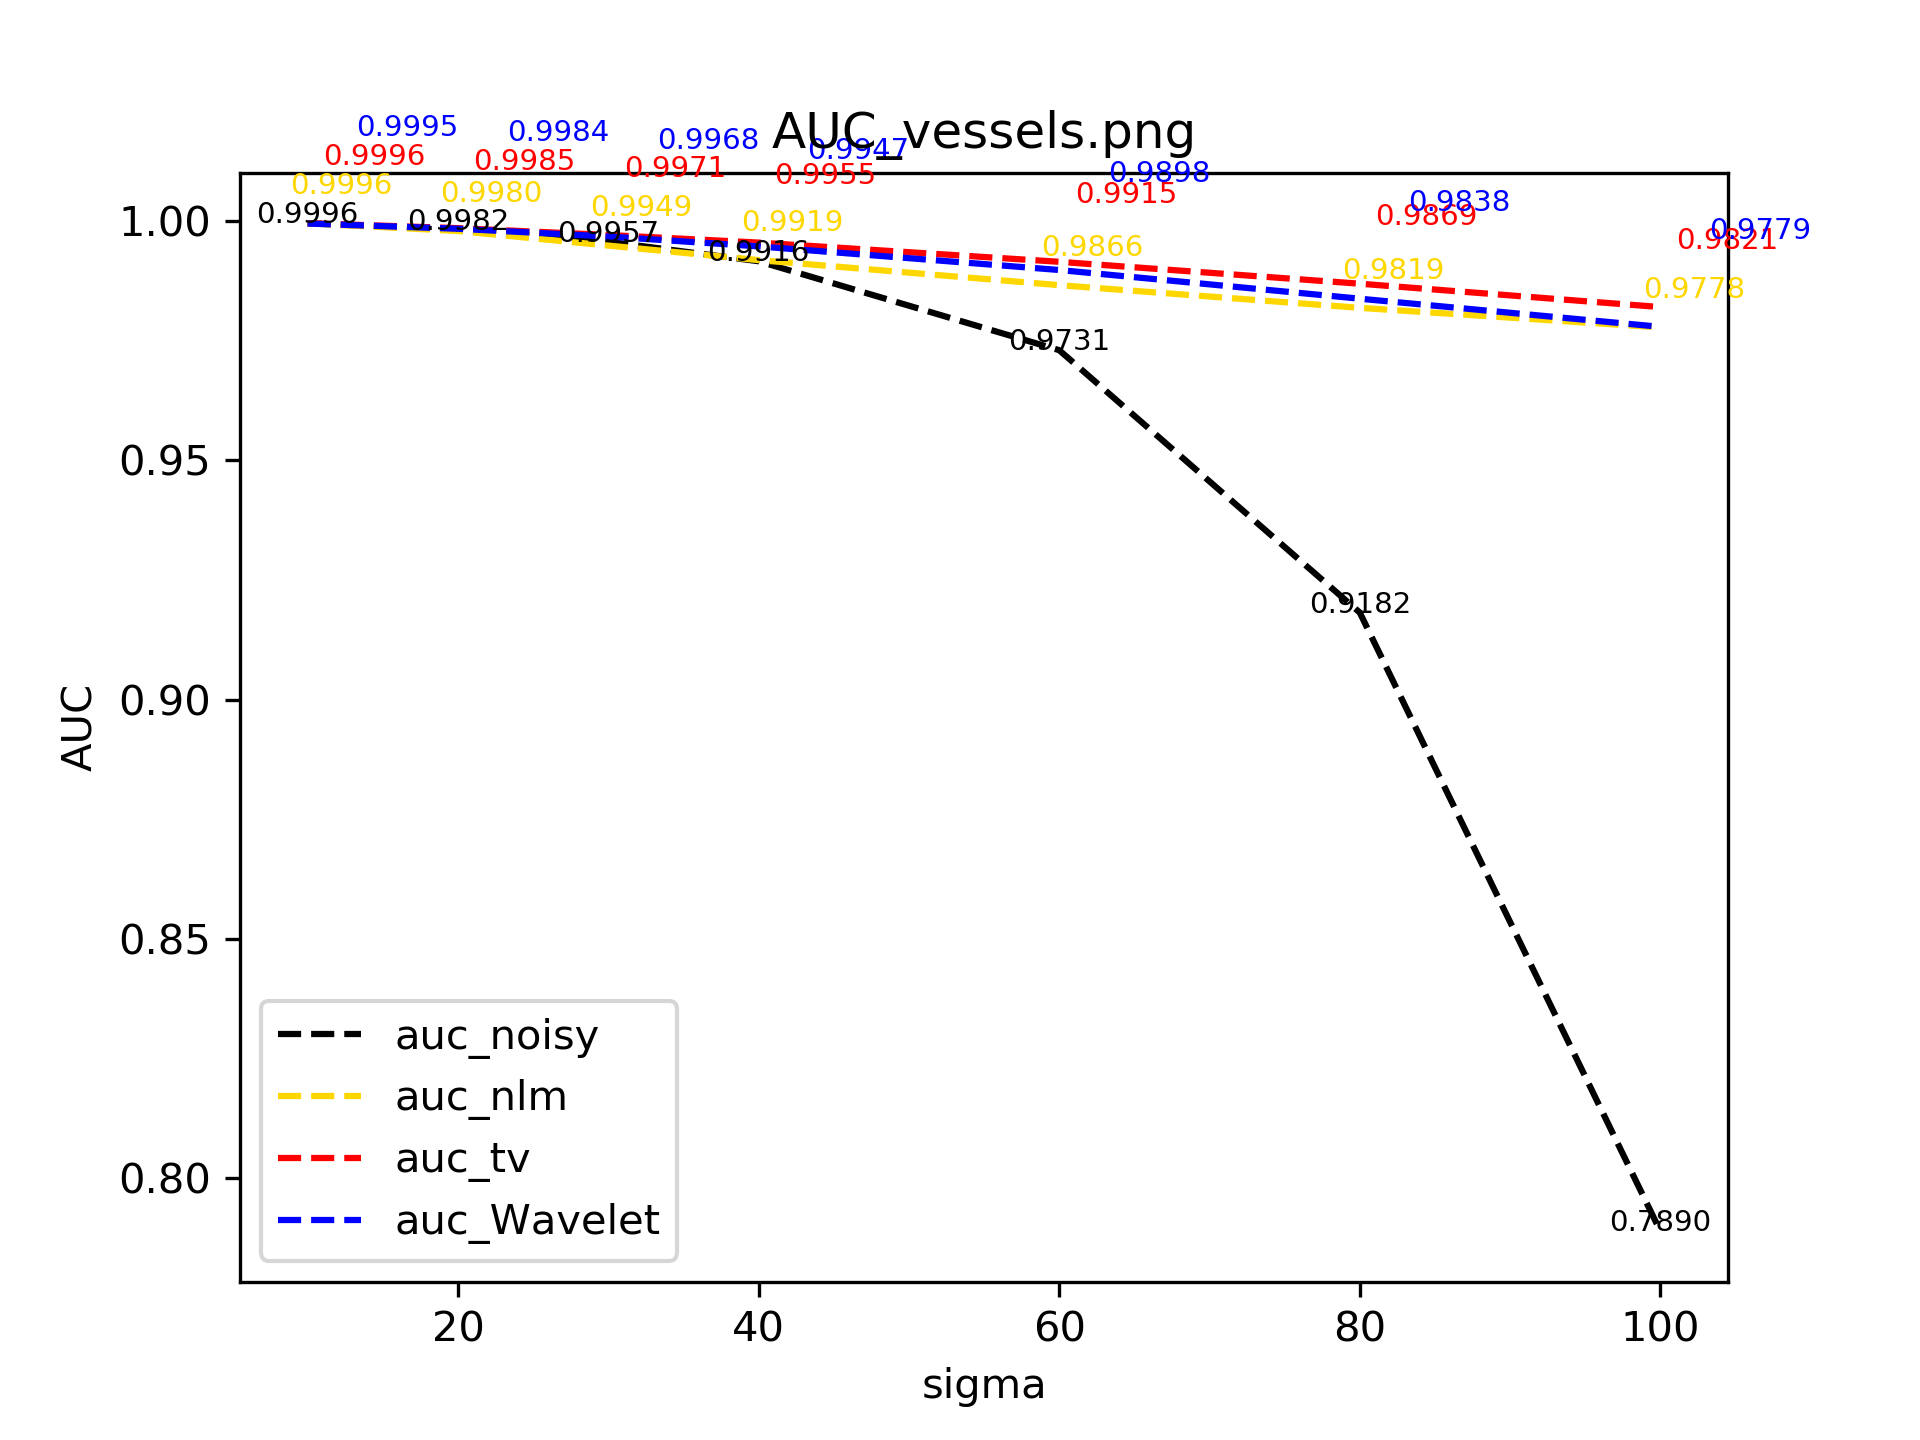 AUC_vessels.png
0.9995 0.9984 0.9968 0.9947 0.9898 0.9838 0.9779
0.9996 0.9985 0.9971 0.9955 0.9915 0.9869 0.9821
0.9996 0.9980 0.9949 0.9919 0.9866 0.9819 0.9778
0.9996 0.9982 0.9957 0.9916 0.9731 0.9182 0.7890
1.00
0.95
0.90
0.85
0.80
AUC
auc_noisy
auc_nlm
auc_tv
auc_Wavelet
20 40 60 80 100
sigma